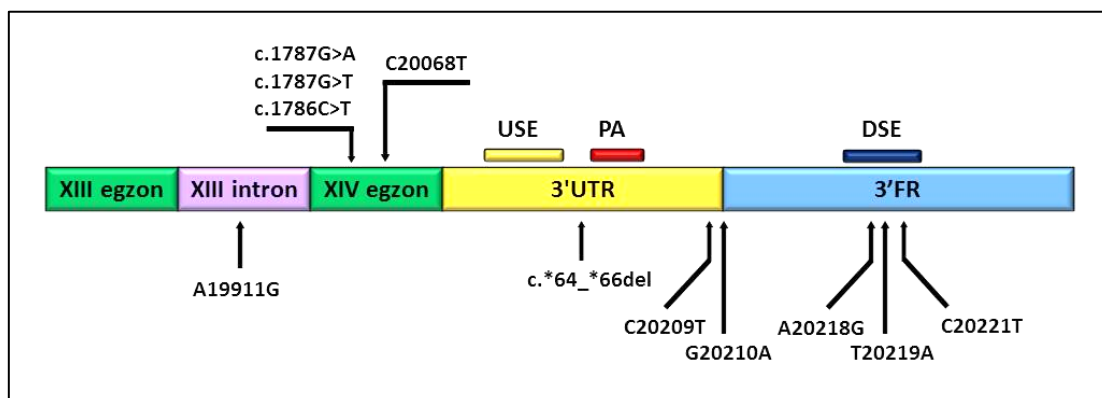 c.1787G>A
c.1787G>T
c.1786C>T
C20068T
USE
PA
DSE
XIII egzon
XIII intron
XIV egzon
3'UTR
3’FR
A19911G
c.*64_*66del
C20209T
G20210A
A20218G
T20219A
C20221T